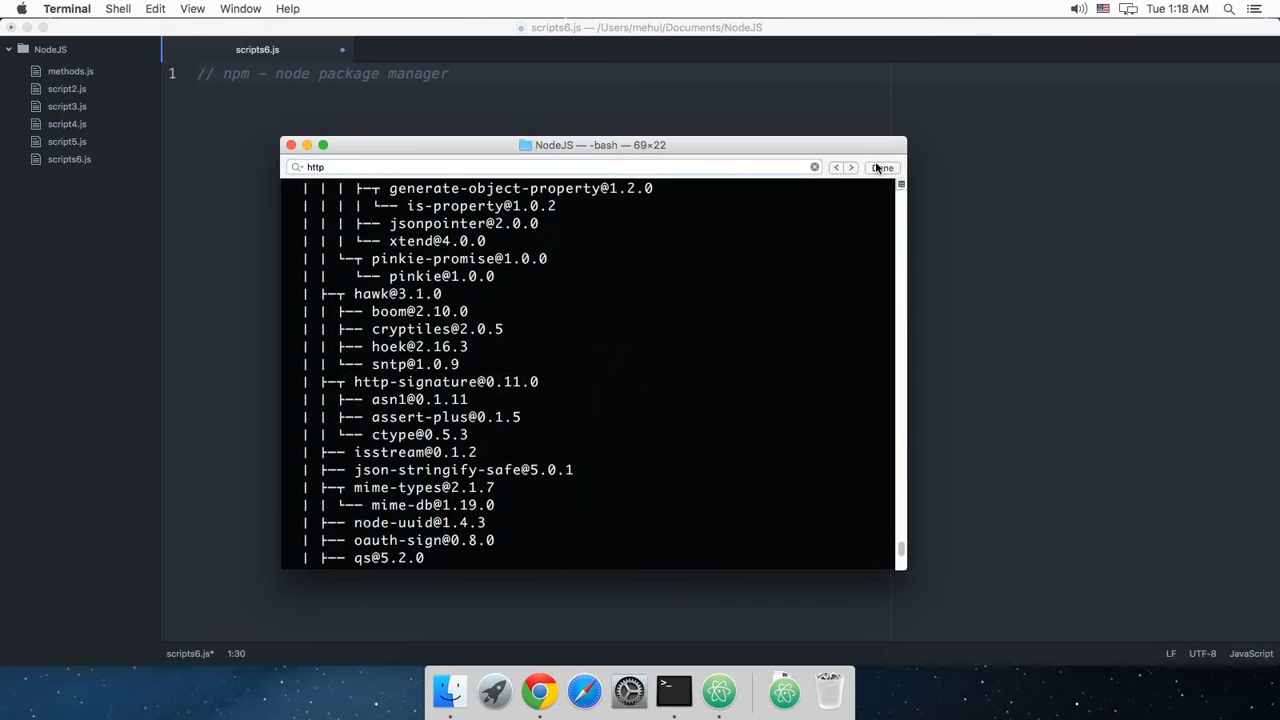 Terminal Shell Edit View Window Help Tue 1:18 AM
scripts6.js — /Users/mehul/Documents/NodeJS
NodeJS
methods.js
script2.js
script3.js
script4.js
script5.js
scripts6.js
scripts6.js
1 // npm - node package manager
NodeJS — -bash — 69×22
http
Done
| | | ├─┬ generate-object-property@1.2.0
| | | | └── is-property@1.0.2
| | | ├── jsonpointer@2.0.0
| | | └── xtend@4.0.0
| | └─┬ pinkie-promise@1.0.0
| |   └── pinkie@1.0.0
| ├─┬ hawk@3.1.0
| | ├── boom@2.10.0
| | ├── cryptiles@2.0.5
| | ├── hoek@2.16.3
| | └── sntp@1.0.9
| ├─┬ http-signature@0.11.0
| | ├── asn1@0.1.11
| | ├── assert-plus@0.1.5
| | └── ctype@0.5.3
| ├── isstream@0.1.2
| ├── json-stringify-safe@5.0.1
| ├─┬ mime-types@2.1.7
| | └── mime-db@1.19.0
| ├── node-uuid@1.4.3
| ├── oauth-sign@0.8.0
| ├── qs@5.2.0
scripts6.js* 1:30 LF UTF-8 JavaScript